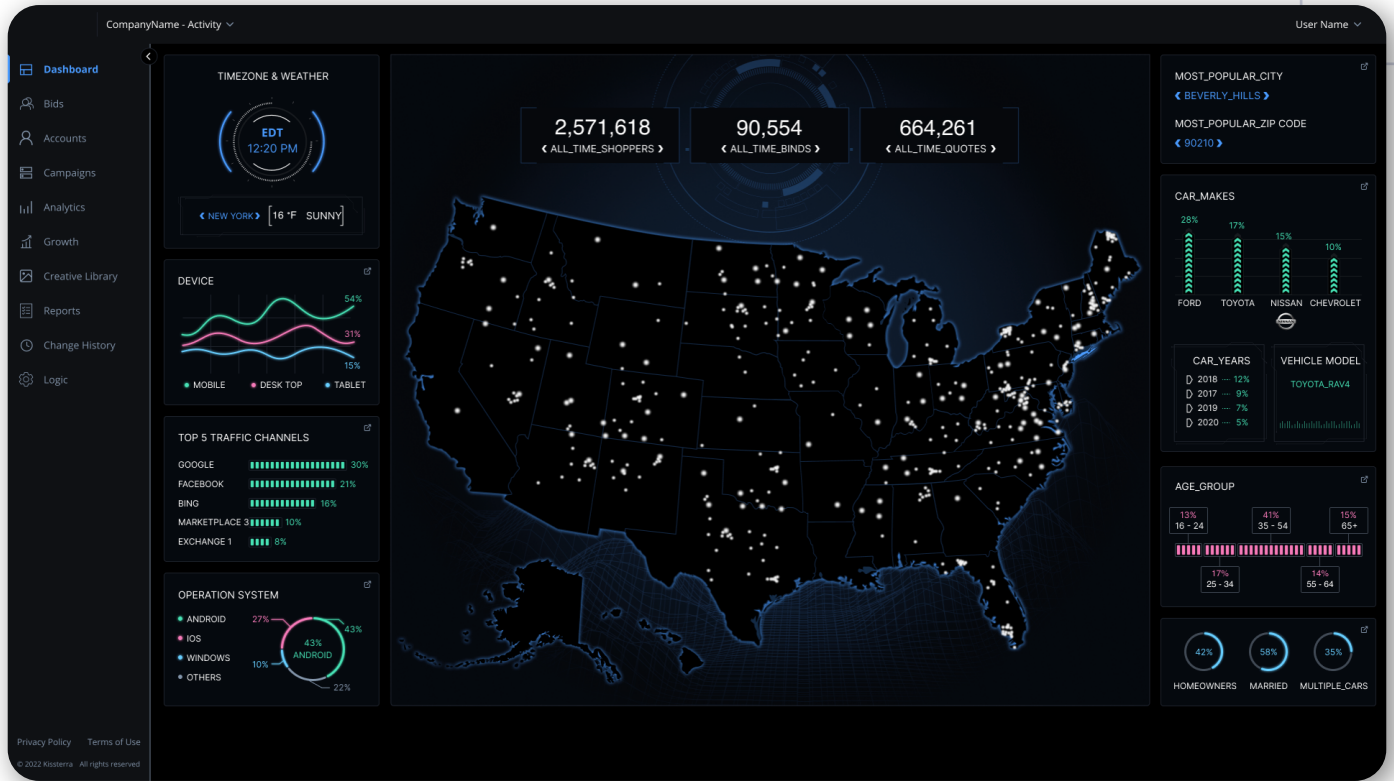 CompanyName - Activity
User Name
Dashboard
Bids
Accounts
Campaigns
Analytics
Growth
Creative Library
Reports
Change History
Logic
Privacy Policy Terms of Use
© 2022 Kissterra All rights reserved
TIMEZONE & WEATHER
EDT
12:20 PM
❮ NEW YORK ❯ [16 °F SUNNY]
DEVICE
54%
31%
15%
MOBILE DESK TOP TABLET
TOP 5 TRAFFIC CHANNELS
GOOGLE 30%
FACEBOOK 21%
BING 16%
MARKETPLACE 3 10%
EXCHANGE 1 8%
OPERATION SYSTEM
ANDROID
IOS
WINDOWS
OTHERS
27%
43%
43%
ANDROID
10%
22%
2,571,618
❮ ALL_TIME_SHOPPERS ❯
90,554
❮ ALL_TIME_BINDS ❯
664,261
❮ ALL_TIME_QUOTES ❯
MOST_POPULAR_CITY
❮ BEVERLY_HILLS ❯
MOST_POPULAR_ZIP CODE
❮ 90210 ❯
CAR_MAKES
28% 17% 15% 10%
FORD TOYOTA NISSAN CHEVROLET
NISSAN
CAR_YEARS
2018 ···· 12%
2017 ···· 9%
2019 ···· 7%
2020 ···· 5%
VEHICLE MODEL
TOYOTA_RAV4
AGE_GROUP
13% 41% 15%
16 - 24 35 - 54 65+
17% 14%
25 - 34 55 - 64
42% 58% 35%
HOMEOWNERS MARRIED MULTIPLE_CARS